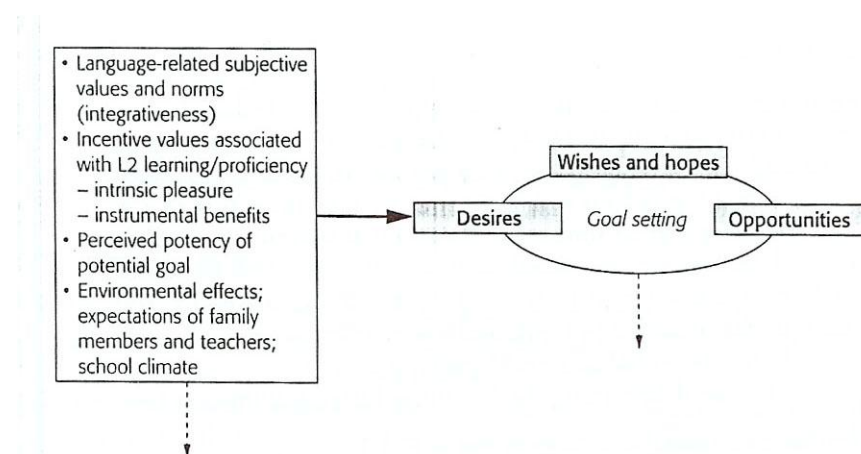 • Language-related subjective
values and norms
(integrativeness)
• Incentive values associated
with L2 learning/proficiency
– intrinsic pleasure
– instrumental benefits
• Perceived potency of
potential goal
• Environmental effects;
expectations of family
members and teachers;
school climate
Wishes and hopes
Desires
Goal setting
Opportunities